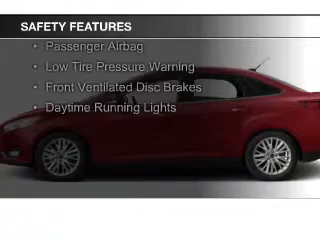 SAFETY FEATURES
• Passenger Airbag
• Low Tire Pressure Warning
• Front Ventilated Disc Brakes
• Daytime Running Lights